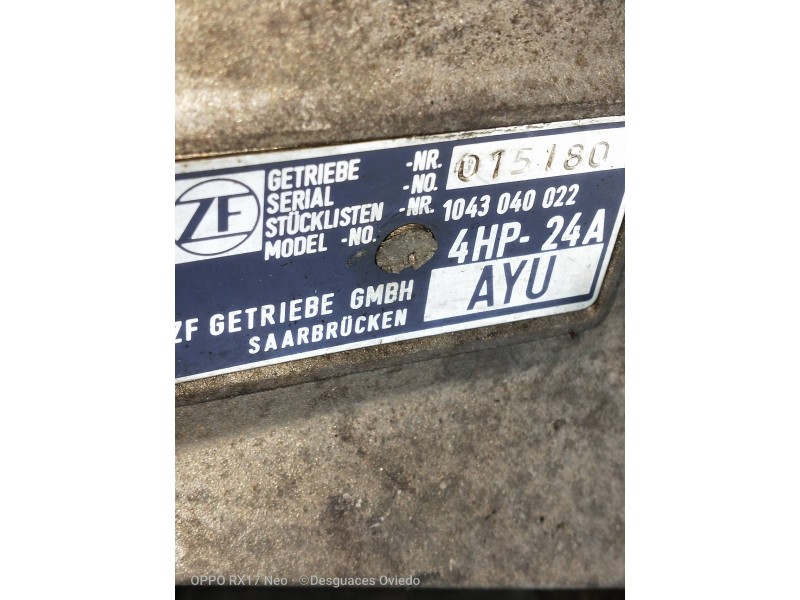 ZF
GETRIEBE -NR. 015180
SERIAL -NO.
STÜCKLISTEN -NR. 1043 040 022
MODEL -NO. 4HP-24A
AYU
ZF GETRIEBE GMBH
SAARBRÜCKEN
OPPO RX17 Neo · ©Desguaces Oviedo